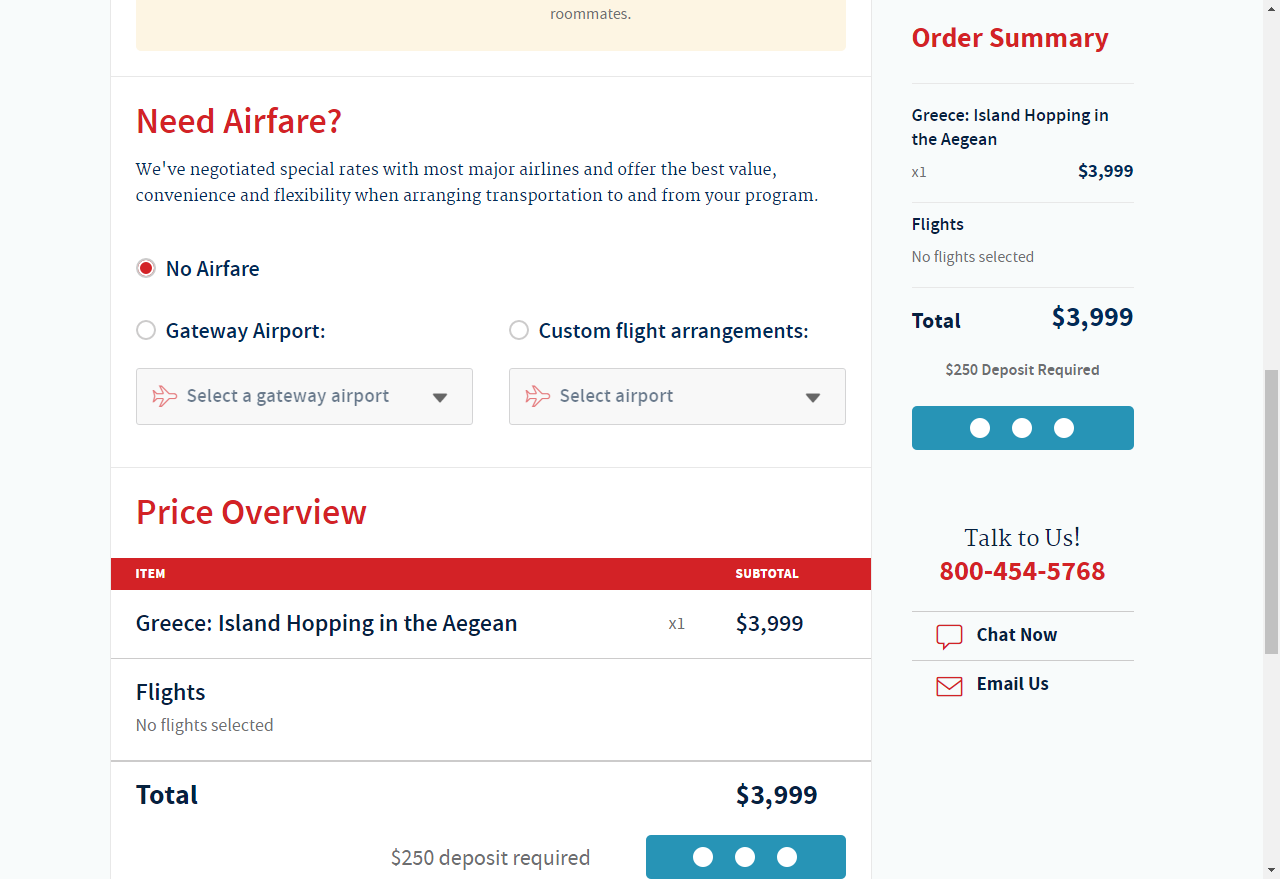 roommates.
Need Airfare?
We've negotiated special rates with most major airlines and offer the best value,
convenience and flexibility when arranging transportation to and from your program.
No Airfare
Gateway Airport:
Custom flight arrangements:
Select a gateway airport
Select airport
Price Overview
ITEM SUBTOTAL
Greece: Island Hopping in the Aegean x1 $3,999
Flights
No flights selected
Total $3,999
$250 deposit required
Order Summary
Greece: Island Hopping in
the Aegean
x1 $3,999
Flights
No flights selected
Total $3,999
$250 Deposit Required
Talk to Us!
800-454-5768
Chat Now
Email Us